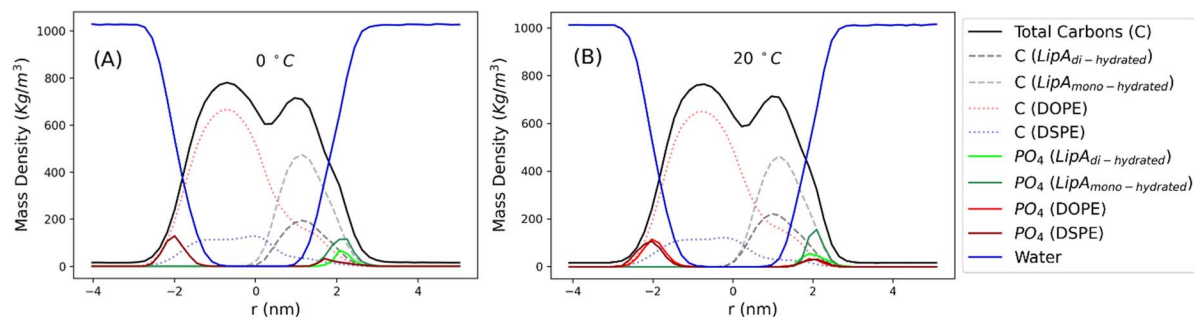 (A)
0 °C
Mass Density (Kg/m³)
1000
800
600
400
200
0
−4
−2
0
2
4
r (nm)
(B)
20 °C
Mass Density (Kg/m³)
1000
800
600
400
200
0
−4
−2
0
2
4
r (nm)
Total Carbons (C)
C (LipA di−hydrated)
C (LipA mono−hydrated)
C (DOPE)
C (DSPE)
PO4 (LipA di−hydrated)
PO4 (LipA mono−hydrated)
PO4 (DOPE)
PO4 (DSPE)
Water